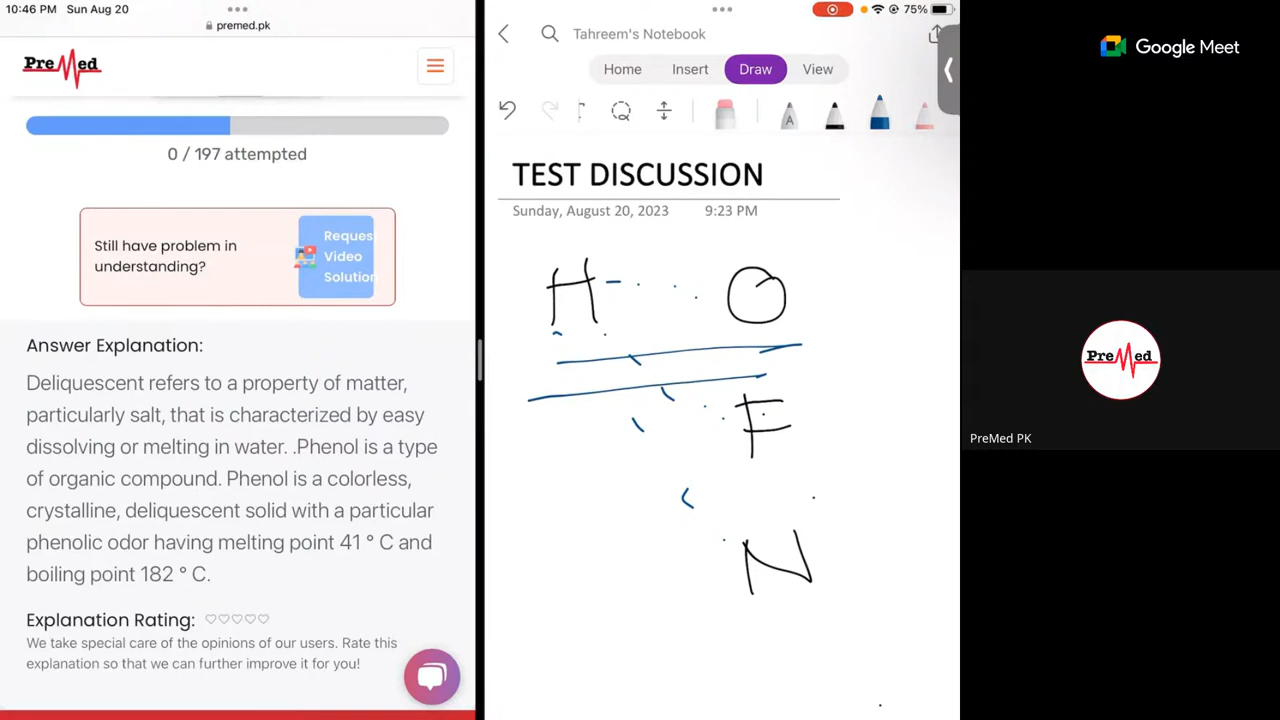 10:46 PM Sun Aug 20
premed.pk
PreMed
0 / 197 attempted
Still have problem in
understanding?
Reques
Video
Solution
Answer Explanation:
Deliquescent refers to a property of matter,
particularly salt, that is characterized by easy
dissolving or melting in water. .Phenol is a type
of organic compound. Phenol is a colorless,
crystalline, deliquescent solid with a particular
phenolic odor having melting point 41 ° C and
boiling point 182 ° C.
Explanation Rating:
We take special care of the opinions of our users. Rate this
explanation so that we can further improve it for you!
75%
Tahreem's Notebook
Home Insert Draw View
A
TEST DISCUSSION
Sunday, August 20, 2023 9:23 PM
H O
F
N
Google Meet
PreMed
PreMed PK